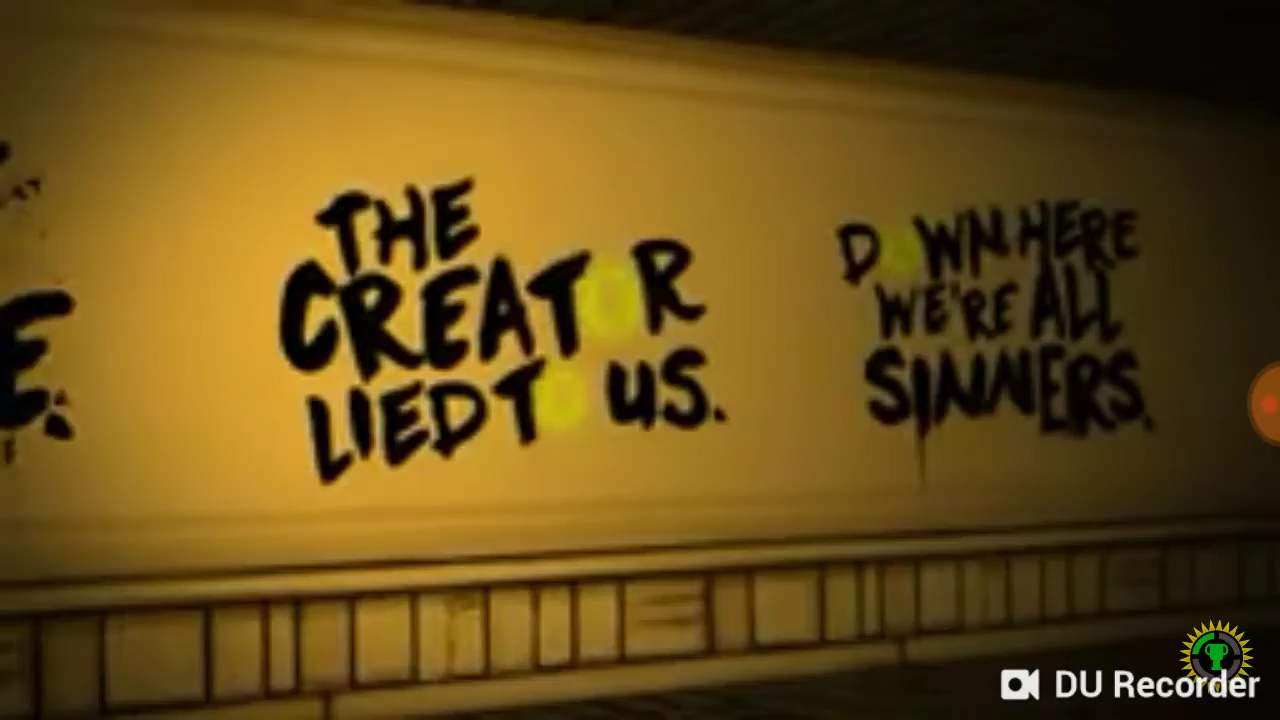 THE
CREATOR
LIED TO US.
DOWN HERE
WE'RE ALL
SINNERS.
DU Recorder